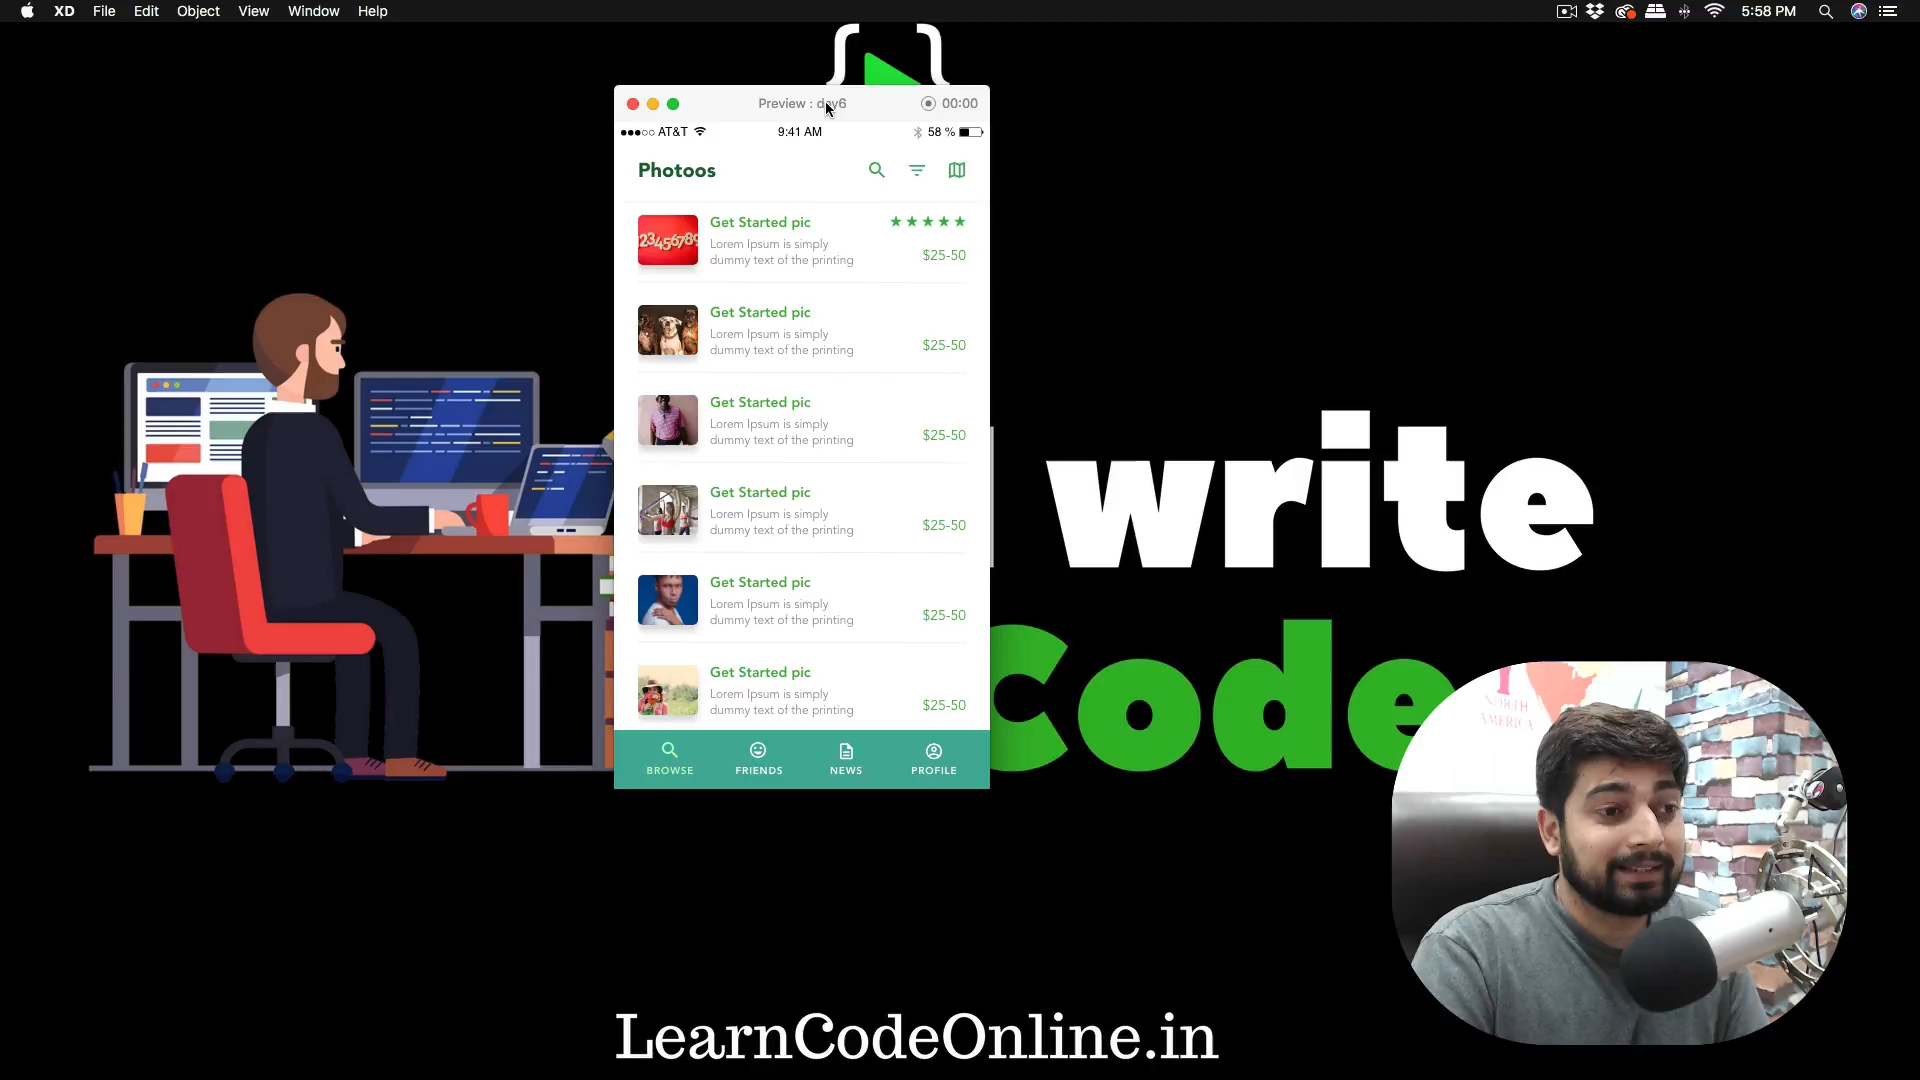 XD File Edit Object View Window Help
5:58 PM
Preview : day6
00:00
AT&T
9:41 AM
58 %
Photoos
Get Started pic
Lorem Ipsum is simply
dummy text of the printing
$25-50
Get Started pic
Lorem Ipsum is simply
dummy text of the printing
$25-50
Get Started pic
Lorem Ipsum is simply
dummy text of the printing
$25-50
Get Started pic
Lorem Ipsum is simply
dummy text of the printing
$25-50
Get Started pic
Lorem Ipsum is simply
dummy text of the printing
$25-50
Get Started pic
Lorem Ipsum is simply
dummy text of the printing
$25-50
BROWSE FRIENDS NEWS PROFILE
write
Code
NORTH
AMERICA
LearnCodeOnline.in